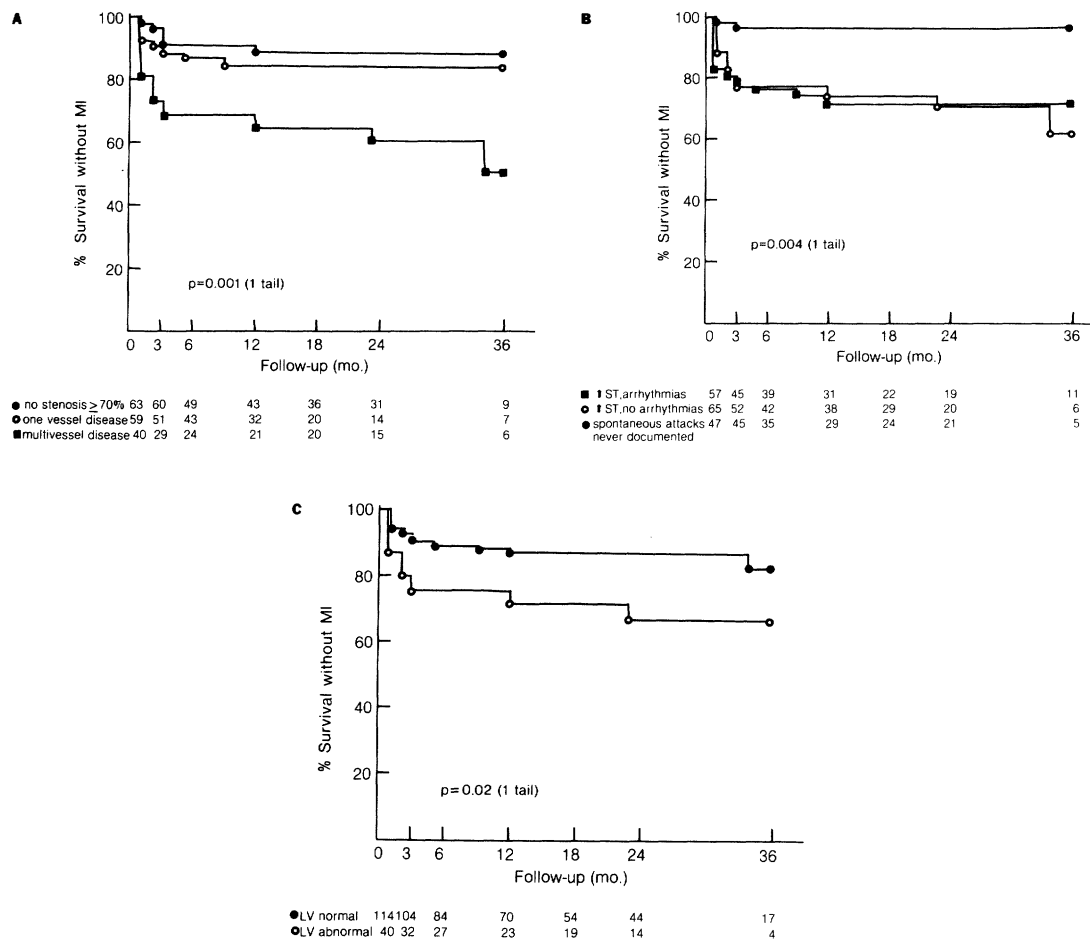 A
100
80
60
40
20
% Survival without MI
p=0.001 (1 tail)
0 3 6 12 18 24 36
Follow-up (mo.)
● no stenosis ≥70% 63 60 49 43 36 31 9
○ one vessel disease 59 51 43 32 20 14 7
■ multivessel disease 40 29 24 21 20 15 6
B
100
80
60
40
20
% Survival without MI
p=0.004 (1 tail)
0 3 6 12 18 24 36
Follow-up (mo.)
■ ↑ ST, arrhythmias 57 45 39 31 22 19 11
○ ↑ ST, no arrhythmias 65 52 42 38 29 20 6
● spontaneous attacks 47 45 35 29 24 21 5
never documented
C
100
80
60
40
20
% Survival without MI
p=0.02 (1 tail)
0 3 6 12 18 24 36
Follow-up (mo.)
● LV normal 114 104 84 70 54 44 17
○ LV abnormal 40 32 27 23 19 14 4